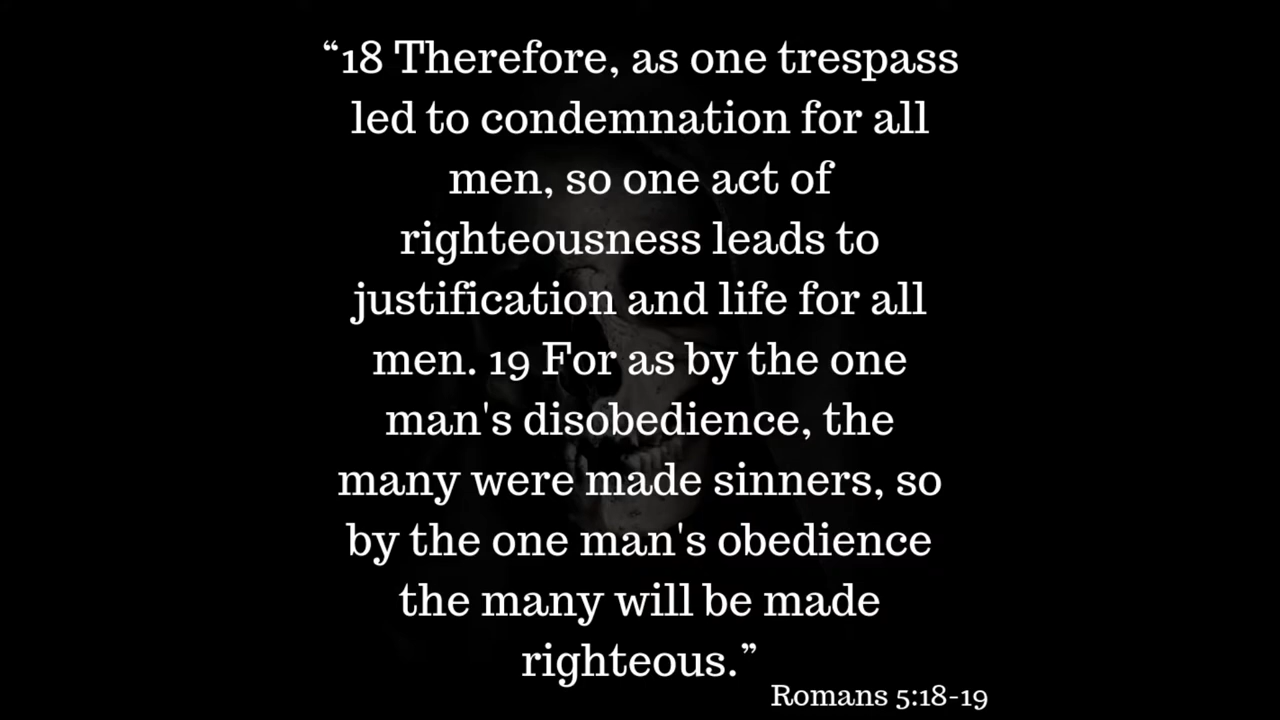 “18 Therefore, as one trespass
led to condemnation for all
men, so one act of
righteousness leads to
justification and life for all
men. 19 For as by the one
man's disobedience, the
many were made sinners, so
by the one man's obedience
the many will be made
righteous.”
Romans 5:18-19